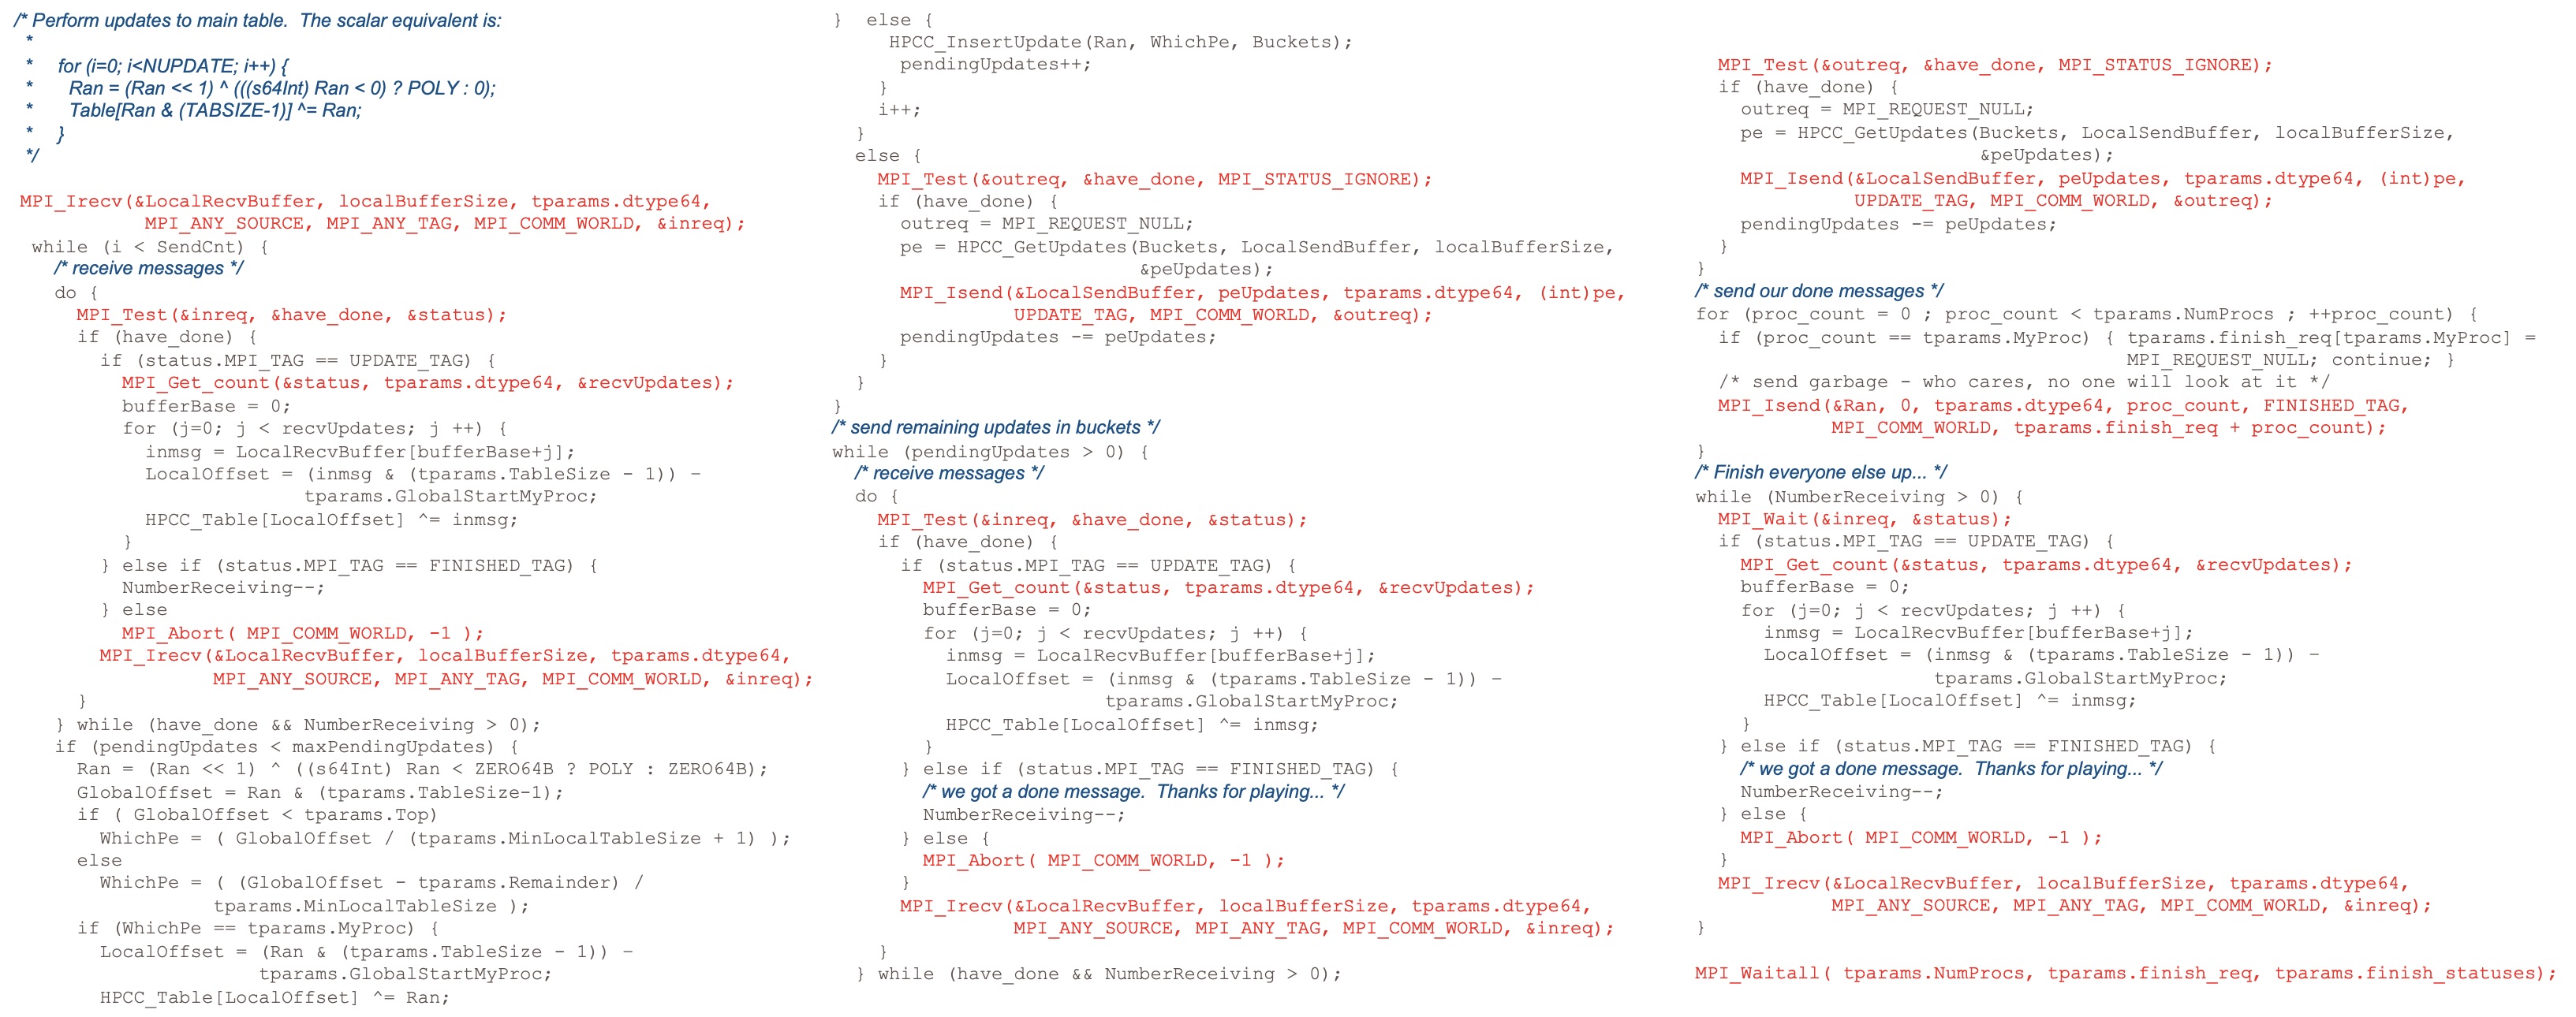 /* Perform updates to main table.  The scalar equivalent is:
 *
 *     for (i=0; i<NUPDATE; i++) {
 *       Ran = (Ran << 1) ^ (((s64Int) Ran < 0) ? POLY : 0);
 *       Table[Ran & (TABSIZE-1)] ^= Ran;
 *     }
 */
MPI_Irecv(&LocalRecvBuffer, localBufferSize, tparams.dtype64,
           MPI_ANY_SOURCE, MPI_ANY_TAG, MPI_COMM_WORLD, &inreq);
 while (i < SendCnt) {
   /* receive messages */
   do {
     MPI_Test(&inreq, &have_done, &status);
     if (have_done) {
       if (status.MPI_TAG == UPDATE_TAG) {
         MPI_Get_count(&status, tparams.dtype64, &recvUpdates);
         bufferBase = 0;
         for (j=0; j < recvUpdates; j ++) {
           inmsg = LocalRecvBuffer[bufferBase+j];
           LocalOffset = (inmsg & (tparams.TableSize - 1)) –
                         tparams.GlobalStartMyProc;
           HPCC_Table[LocalOffset] ^= inmsg;
         }
       } else if (status.MPI_TAG == FINISHED_TAG) {
         NumberReceiving--;
       } else
         MPI_Abort( MPI_COMM_WORLD, -1 );
       MPI_Irecv(&LocalRecvBuffer, localBufferSize, tparams.dtype64,
                 MPI_ANY_SOURCE, MPI_ANY_TAG, MPI_COMM_WORLD, &inreq);
     }
   } while (have_done && NumberReceiving > 0);
   if (pendingUpdates < maxPendingUpdates) {
     Ran = (Ran << 1) ^ ((s64Int) Ran < ZERO64B ? POLY : ZERO64B);
     GlobalOffset = Ran & (tparams.TableSize-1);
     if ( GlobalOffset < tparams.Top)
       WhichPe = ( GlobalOffset / (tparams.MinLocalTableSize + 1) );
     else
       WhichPe = ( (GlobalOffset - tparams.Remainder) /
                 tparams.MinLocalTableSize );
     if (WhichPe == tparams.MyProc) {
       LocalOffset = (Ran & (tparams.TableSize - 1)) –
                     tparams.GlobalStartMyProc;
       HPCC_Table[LocalOffset] ^= Ran;
}  else {
     HPCC_InsertUpdate(Ran, WhichPe, Buckets);
      pendingUpdates++;
    }
    i++;
  }
  else {
    MPI_Test(&outreq, &have_done, MPI_STATUS_IGNORE);
    if (have_done) {
      outreq = MPI_REQUEST_NULL;
      pe = HPCC_GetUpdates(Buckets, LocalSendBuffer, localBufferSize,
                           &peUpdates);
      MPI_Isend(&LocalSendBuffer, peUpdates, tparams.dtype64, (int)pe,
                UPDATE_TAG, MPI_COMM_WORLD, &outreq);
      pendingUpdates -= peUpdates;
    }
  }
}
/* send remaining updates in buckets */
while (pendingUpdates > 0) {
  /* receive messages */
  do {
    MPI_Test(&inreq, &have_done, &status);
    if (have_done) {
      if (status.MPI_TAG == UPDATE_TAG) {
        MPI_Get_count(&status, tparams.dtype64, &recvUpdates);
        bufferBase = 0;
        for (j=0; j < recvUpdates; j ++) {
          inmsg = LocalRecvBuffer[bufferBase+j];
          LocalOffset = (inmsg & (tparams.TableSize - 1)) –
                        tparams.GlobalStartMyProc;
          HPCC_Table[LocalOffset] ^= inmsg;
        }
      } else if (status.MPI_TAG == FINISHED_TAG) {
        /* we got a done message.  Thanks for playing... */
        NumberReceiving--;
      } else {
        MPI_Abort( MPI_COMM_WORLD, -1 );
      }
      MPI_Irecv(&LocalRecvBuffer, localBufferSize, tparams.dtype64,
                MPI_ANY_SOURCE, MPI_ANY_TAG, MPI_COMM_WORLD, &inreq);
    }
  } while (have_done && NumberReceiving > 0);
  MPI_Test(&outreq, &have_done, MPI_STATUS_IGNORE);
  if (have_done) {
    outreq = MPI_REQUEST_NULL;
    pe = HPCC_GetUpdates(Buckets, LocalSendBuffer, localBufferSize,
                         &peUpdates);
    MPI_Isend(&LocalSendBuffer, peUpdates, tparams.dtype64, (int)pe,
              UPDATE_TAG, MPI_COMM_WORLD, &outreq);
    pendingUpdates -= peUpdates;
  }
}
/* send our done messages */
for (proc_count = 0 ; proc_count < tparams.NumProcs ; ++proc_count) {
  if (proc_count == tparams.MyProc) { tparams.finish_req[tparams.MyProc] =
                                      MPI_REQUEST_NULL; continue; }
  /* send garbage - who cares, no one will look at it */
  MPI_Isend(&Ran, 0, tparams.dtype64, proc_count, FINISHED_TAG,
            MPI_COMM_WORLD, tparams.finish_req + proc_count);
}
/* Finish everyone else up... */
while (NumberReceiving > 0) {
  MPI_Wait(&inreq, &status);
  if (status.MPI_TAG == UPDATE_TAG) {
    MPI_Get_count(&status, tparams.dtype64, &recvUpdates);
    bufferBase = 0;
    for (j=0; j < recvUpdates; j ++) {
      inmsg = LocalRecvBuffer[bufferBase+j];
      LocalOffset = (inmsg & (tparams.TableSize - 1)) –
                     tparams.GlobalStartMyProc;
      HPCC_Table[LocalOffset] ^= inmsg;
    }
  } else if (status.MPI_TAG == FINISHED_TAG) {
    /* we got a done message.  Thanks for playing... */
    NumberReceiving--;
  } else {
    MPI_Abort( MPI_COMM_WORLD, -1 );
  }
  MPI_Irecv(&LocalRecvBuffer, localBufferSize, tparams.dtype64,
            MPI_ANY_SOURCE, MPI_ANY_TAG, MPI_COMM_WORLD, &inreq);
}
MPI_Waitall( tparams.NumProcs, tparams.finish_req, tparams.finish_statuses);